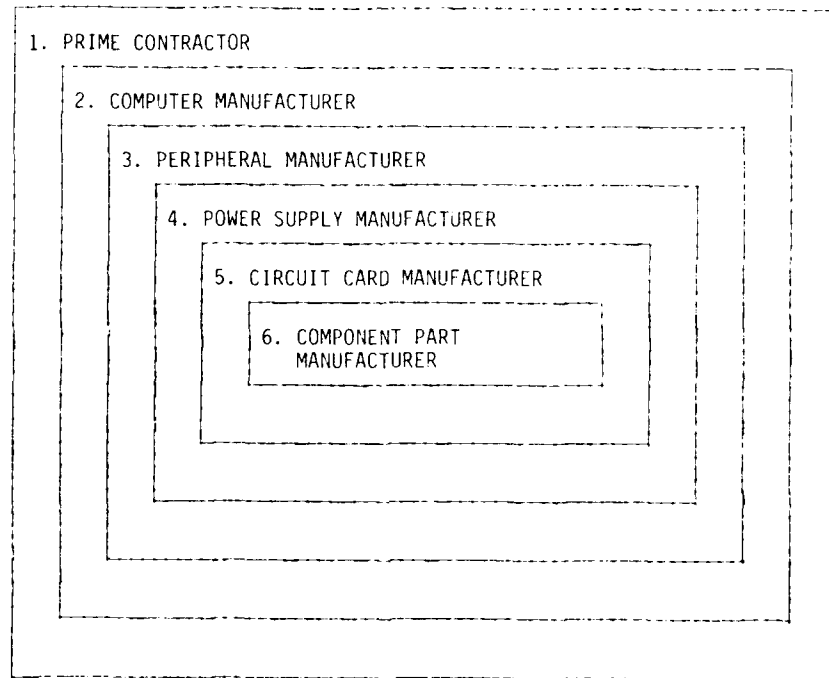 1. PRIME CONTRACTOR
2. COMPUTER MANUFACTURER
3. PERIPHERAL MANUFACTURER
4. POWER SUPPLY MANUFACTURER
5. CIRCUIT CARD MANUFACTURER
6. COMPONENT PART
MANUFACTURER